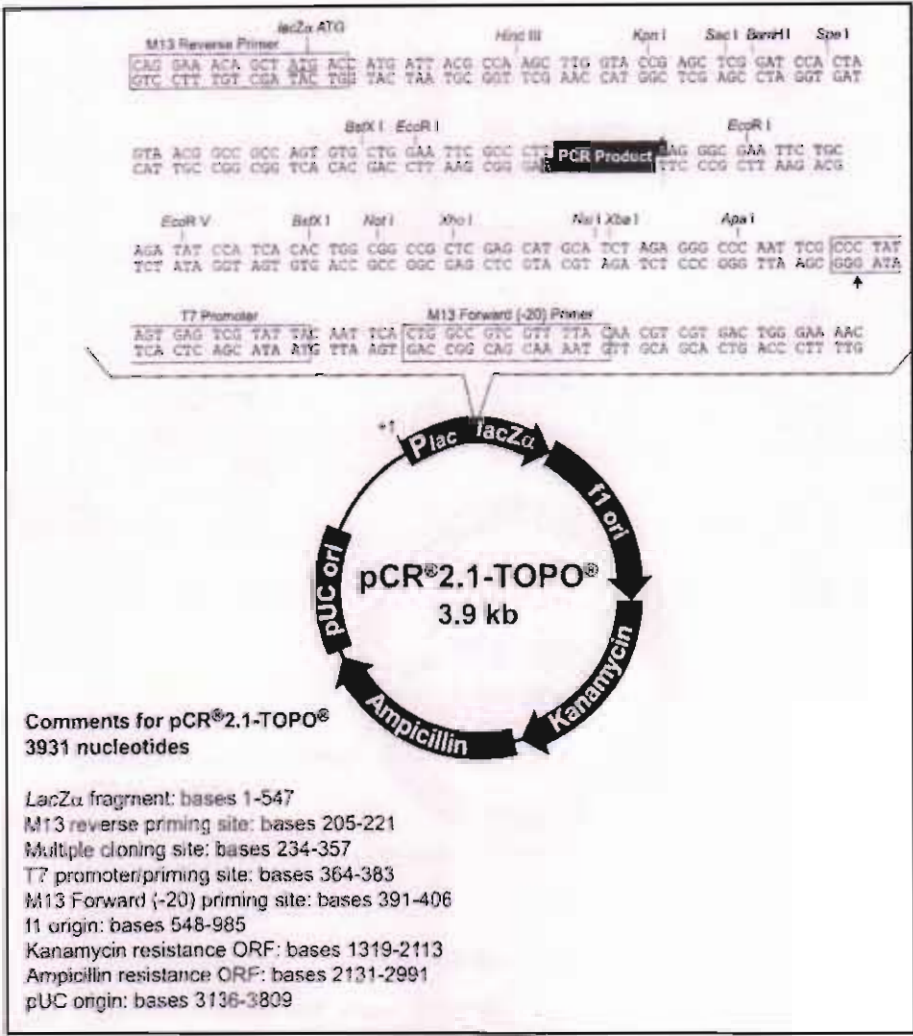 lacZα ATG
M13 Reverse Primer Hind III Kpn I Sac I BamH I Spe I
CAG GAA ACA GCT ATG ACC ATG ATT ACG CCA AGC TTG GTA CCG AGC TCG GAT CCA CTA
GTC CTT TGT CGA TAC TGG TAC TAA TGC GGT TCG AAC CAT GGC TCG AGC CTA GGT GAT
BstX I EcoR I EcoR I
GTA ACG GCC GCC AGT GTG CTG GAA TTC GCC CTT PCR Product AAG GGC GAA TTC TGC
CAT TGC CGG CGG TCA CAC GAC CTT AAG CGG GA TTC CCG CTT AAG ACG
EcoR V BstX I Not I Xho I Nsi I Xba I Apa I
AGA TAT CCA TCA CAC TGG CGG CCG CTC GAG CAT GCA TCT AGA GGG CCC AAT TCG CCC TAT
TCT ATA GGT AGT GTG ACC GCC GGC GAG CTC GTA CGT AGA TCT CCC GGG TTA AGC GGG ATA
T7 Promoter M13 Forward (-20) Primer
AGT GAG TCG TAT TAC AAT TCA CTG GCC GTC GTT TTA CAA CGT CGT GAC TGG GAA AAC
TCA CTC AGC ATA ATG TTA AGT GAC CGG CAG CAA AAT GTT GCA GCA CTG ACC CTT TTG
+1 Plac lacZα
f1 ori
pUC ori
pCR®2.1-TOPO®
3.9 kb
Kanamycin
Ampicillin
Comments for pCR®2.1-TOPO®
3931 nucleotides
LacZα fragment: bases 1-547
M13 reverse priming site: bases 205-221
Multiple cloning site: bases 234-357
T7 promoter/priming site: bases 364-383
M13 Forward (-20) priming site: bases 391-406
f1 origin: bases 548-985
Kanamycin resistance ORF: bases 1319-2113
Ampicillin resistance ORF: bases 2131-2991
pUC origin: bases 3136-3809